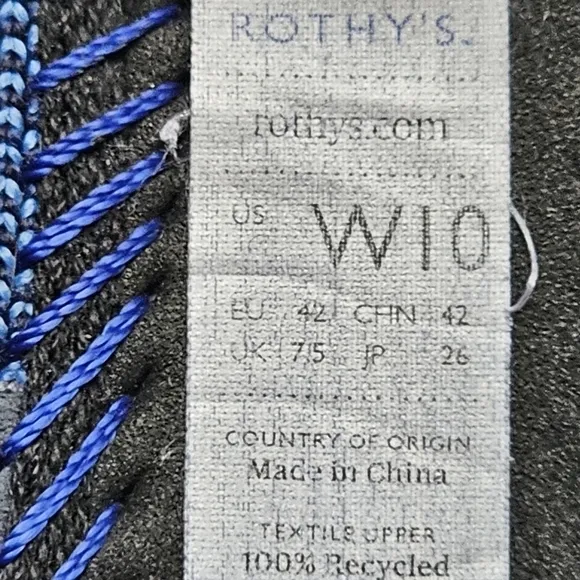 ROTHY'S.
rothys.com
US W10
EU 42 CHN 42
UK 7.5 JP 26
COUNTRY OF ORIGIN
Made in China
TEXTILE UPPER
100% Recycled